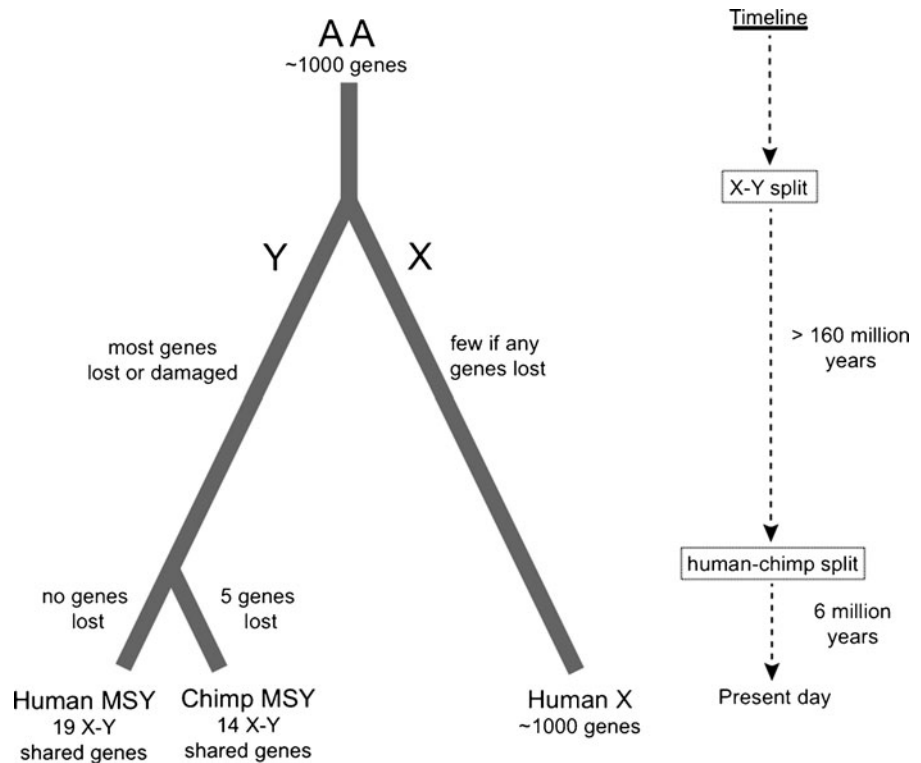 A A
~1000 genes
Timeline
X-Y split
Y
X
most genes
lost or damaged
few if any
genes lost
> 160 million
years
human-chimp split
no genes
lost
5 genes
lost
6 million
years
Human MSY
19 X-Y
shared genes
Chimp MSY
14 X-Y
shared genes
Human X
~1000 genes
Present day